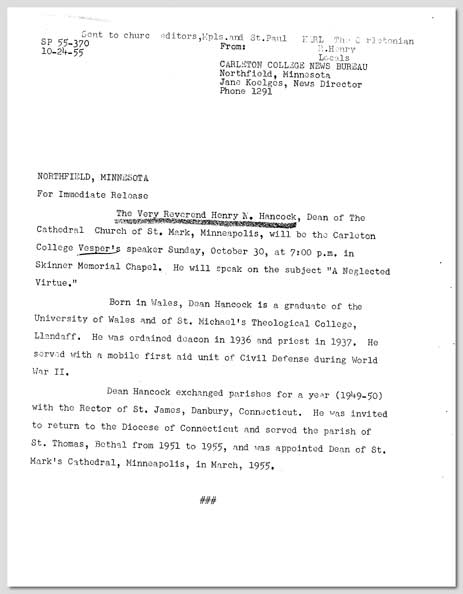 Sent to churc editors,Mpls.and St.Paul KARL The Carletonian
SP 55-370
10-24-55
From:
R.Henry
Locals
CARLETON COLLEGE NEWS BUREAU
Northfield, Minnesota
Jane Koelges, News Director
Phone 1291
NORTHFIELD, MINNESOTA
For Immediate Release
The Very Reverend Henry N. Hancock, Dean of The
Cathedral Church of St. Mark, Minneapolis, will be the Carleton
College Vesper's speaker Sunday, October 30, at 7:00 p.m. in
Skinner Memorial Chapel. He will speak on the subject "A Neglected
Virtue."
Born in Wales, Dean Hancock is a graduate of the
University of Wales and of St. Michael's Theological College,
Llandaff. He was ordained deacon in 1936 and priest in 1937. He
served with a mobile first aid unit of Civil Defense during World
War II.
Dean Hancock exchanged parishes for a year (1949-50)
with the Rector of St. James, Danbury, Connecticut. He was invited
to return to the Diocese of Connecticut and served the parish of
St. Thomas, Bethal from 1951 to 1955, and was appointed Dean of St.
Mark's Cathedral, Minneapolis, in March, 1955.
###